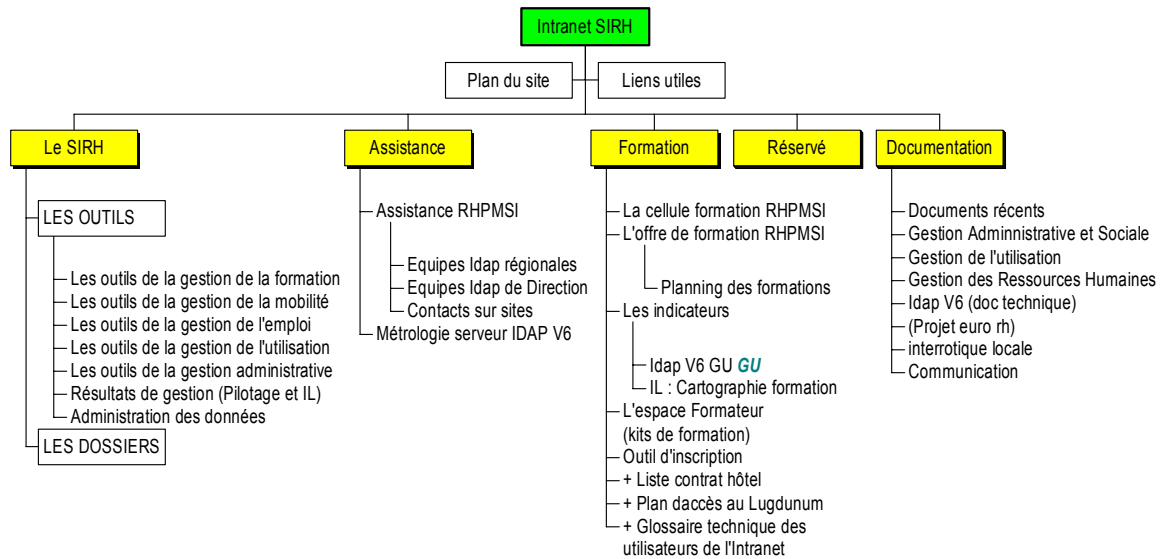 Intranet SIRH
Plan du site
Liens utiles
Le SIRH
LES OUTILS
Les outils de la gestion de la formation
Les outils de la gestion de la mobilité
Les outils de la gestion de l'emploi
Les outils de la gestion de l'utilisation
Les outils de la gestion administrative
Résultats de gestion (Pilotage et IL)
Administration des données
LES DOSSIERS
Assistance
Assistance RHPMSI
Equipes Idap régionales
Equipes Idap de Direction
Contacts sur sites
Métrologie serveur IDAP V6
Formation
La cellule formation RHPMSI
L'offre de formation RHPMSI
Planning des formations
Les indicateurs
Idap V6 GU GU
IL : Cartographie formation
L'espace Formateur
(kits de formation)
Outil d'inscription
+ Liste contrat hôtel
+ Plan daccès au Lugdunum
+ Glossaire technique des
utilisateurs de l'Intranet
Réservé
Documentation
Documents récents
Gestion Adminnistrative et Sociale
Gestion de l'utilisation
Gestion des Ressources Humaines
Idap V6 (doc technique)
(Projet euro rh)
interrotique locale
Communication